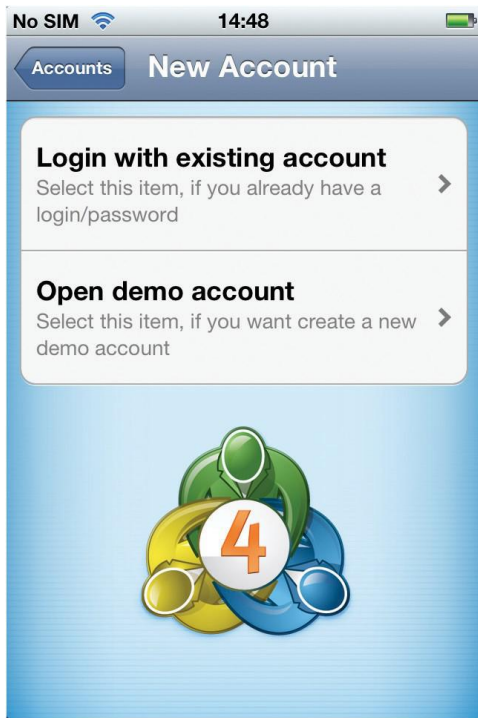 No SIM 14:48
Accounts New Account
Login with existing account
Select this item, if you already have a
login/password
Open demo account
Select this item, if you want create a new
demo account
4